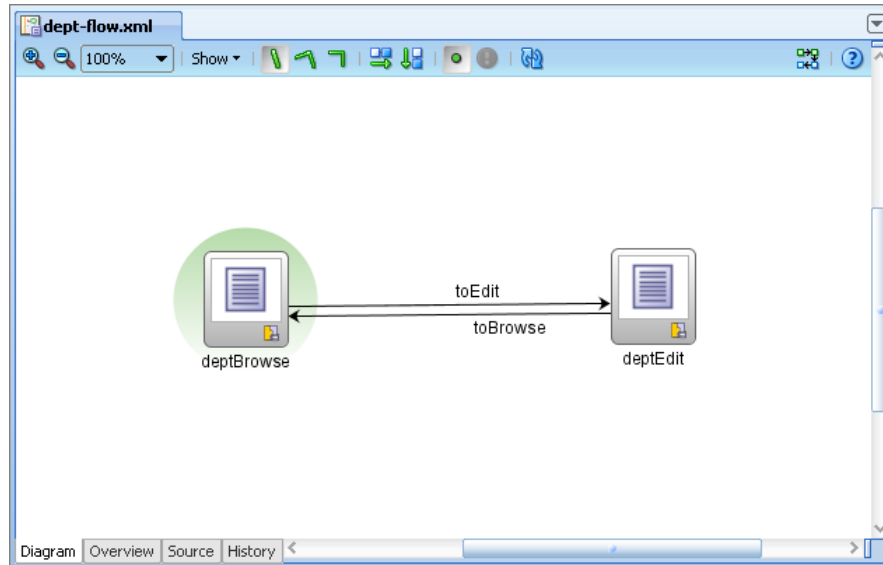 dept-flow.xml
100% Show
toEdit
toBrowse
deptBrowse
deptEdit
Diagram Overview Source History